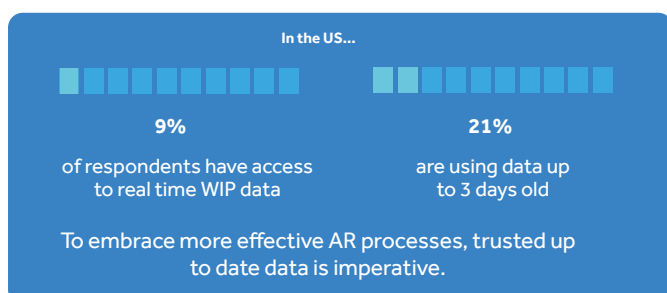 In the US...
9%
of respondents have access
to real time WIP data
21%
are using data up
to 3 days old
To embrace more effective AR processes, trusted up
to date data is imperative.